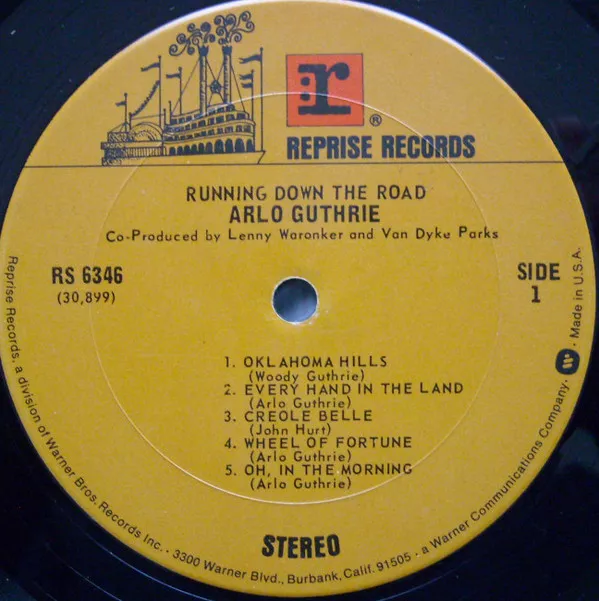 r
®
REPRISE RECORDS
RUNNING DOWN THE ROAD
ARLO GUTHRIE
Co-Produced by Lenny Waronker and Van Dyke Parks
RS 6346
(30,899)
SIDE
1
1. OKLAHOMA HILLS
(Woody Guthrie)
2. EVERY HAND IN THE LAND
(Arlo Guthrie)
3. CREOLE BELLE
(John Hurt)
4. WHEEL OF FORTUNE
(Arlo Guthrie)
5. OH, IN THE MORNING
(Arlo Guthrie)
STEREO
Reprise Records, a division of Warner Bros. Records Inc. · 3300 Warner Blvd., Burbank, Calif. 91505 · a Warner Communications Company · W · Made in U.S.A.